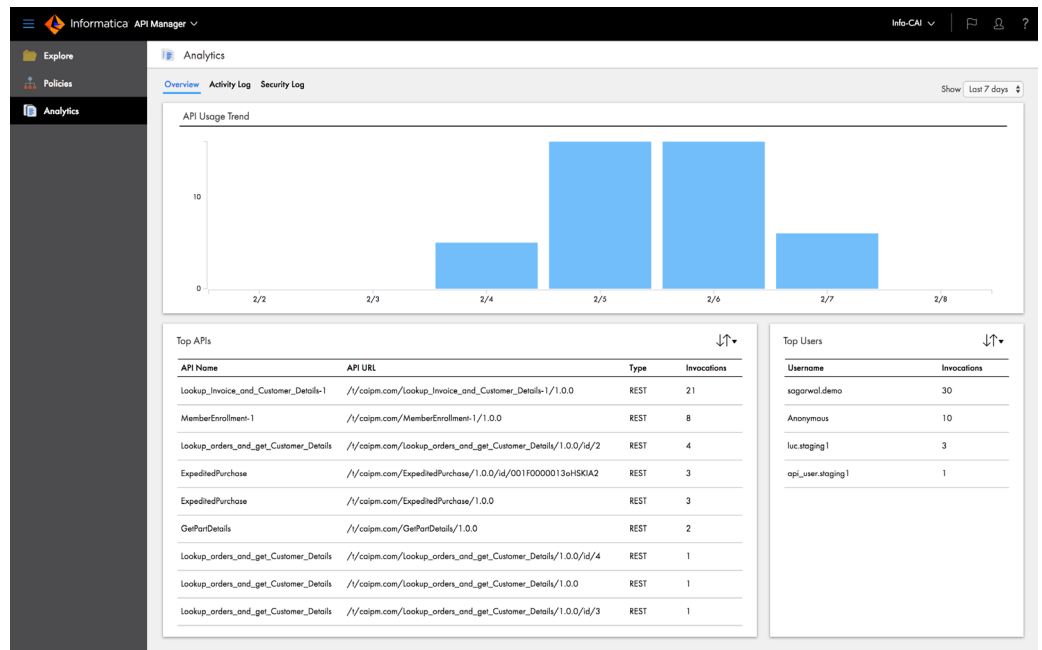 Informatica API Manager
Info-CAI
?
Explore
Policies
Analytics
Analytics
Overview Activity Log Security Log
Show Last 7 days
API Usage Trend
10
0
2/2 2/3 2/4 2/5 2/6 2/7 2/8
Top APIs
API Name API URL Type Invocations
Lookup_Invoice_and_Customer_Details-1 /t/caipm.com/Lookup_Invoice_and_Customer_Details-1/1.0.0 REST 21
MemberEnrollment-1 /t/caipm.com/MemberEnrollment-1/1.0.0 REST 8
Lookup_orders_and_get_Customer_Details /t/caipm.com/Lookup_orders_and_get_Customer_Details/1.0.0/id/2 REST 4
ExpeditedPurchase /t/caipm.com/ExpeditedPurchase/1.0.0/id/001F0000013oHSKIA2 REST 3
ExpeditedPurchase /t/caipm.com/ExpeditedPurchase/1.0.0 REST 3
GetPartDetails /t/caipm.com/GetPartDetails/1.0.0 REST 2
Lookup_orders_and_get_Customer_Details /t/caipm.com/Lookup_orders_and_get_Customer_Details/1.0.0/id/4 REST 1
Lookup_orders_and_get_Customer_Details /t/caipm.com/Lookup_orders_and_get_Customer_Details/1.0.0 REST 1
Lookup_orders_and_get_Customer_Details /t/caipm.com/Lookup_orders_and_get_Customer_Details/1.0.0/id/3 REST 1
Top Users
Username Invocations
sagarwal.demo 30
Anonymous 10
luc.staging1 3
api_user.staging1 1